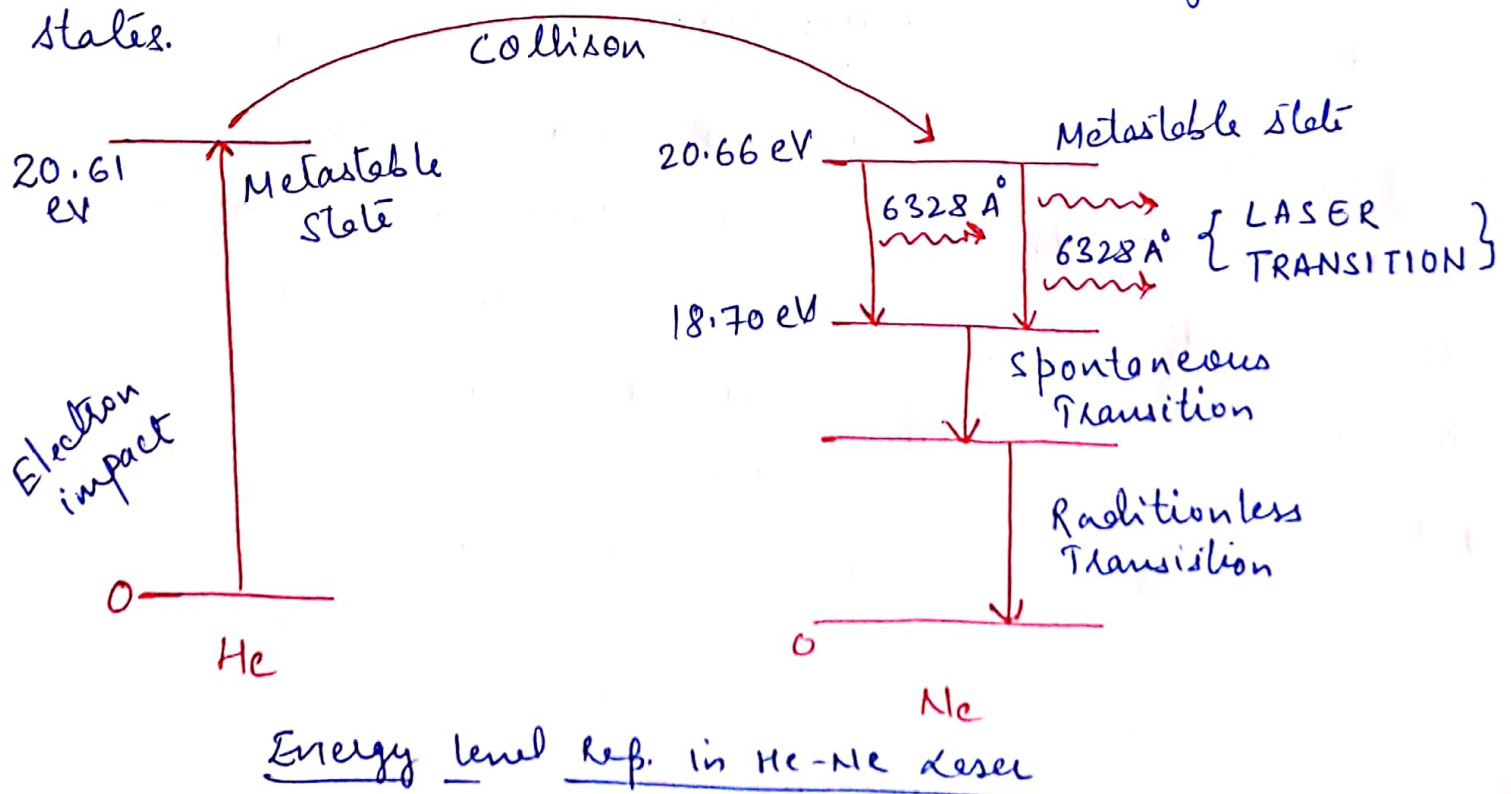 states.
Collison
20.61
ev
Metastable
State
20.66 eV
Metastable state
6328 A°
6328 A°
{ LASER
TRANSITION }
18.70 eV
Spontaneous
Transition
Electron
impact
Raditionless
Transistion
0
He
0
Ne
Energy level Rep. in He-Ne Laser